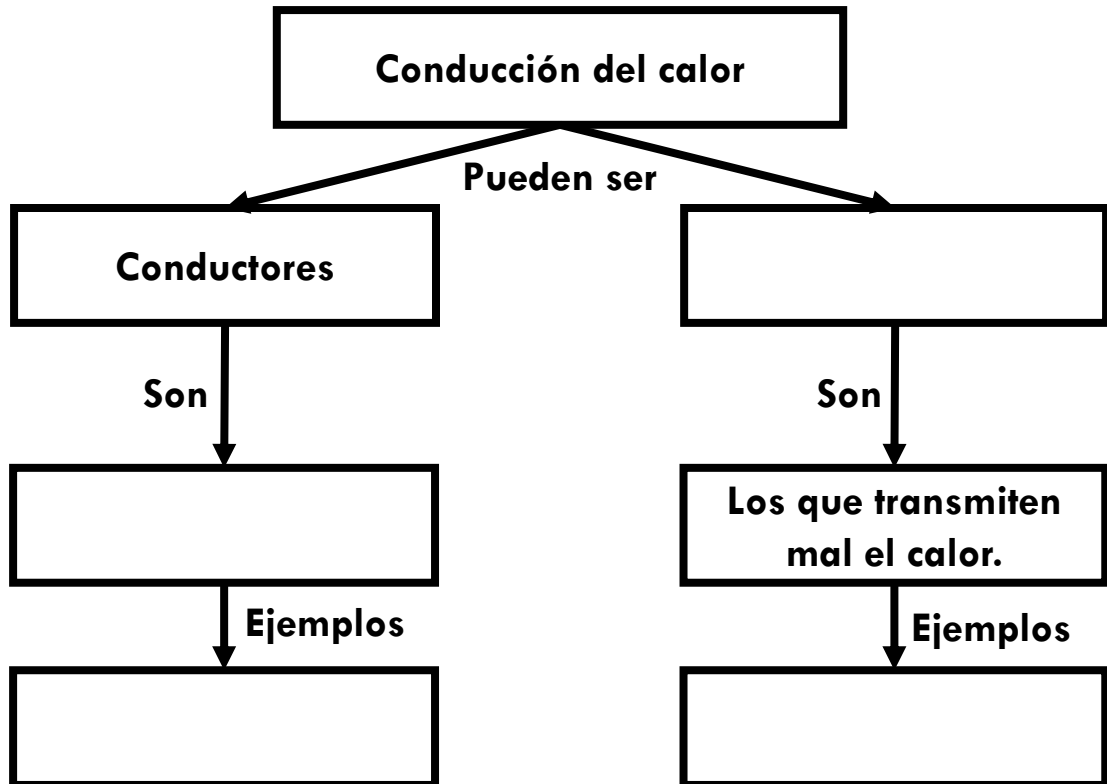 Conducción del calor
Pueden ser
Conductores
Son
Son
Los que transmiten
mal el calor.
Ejemplos
Ejemplos